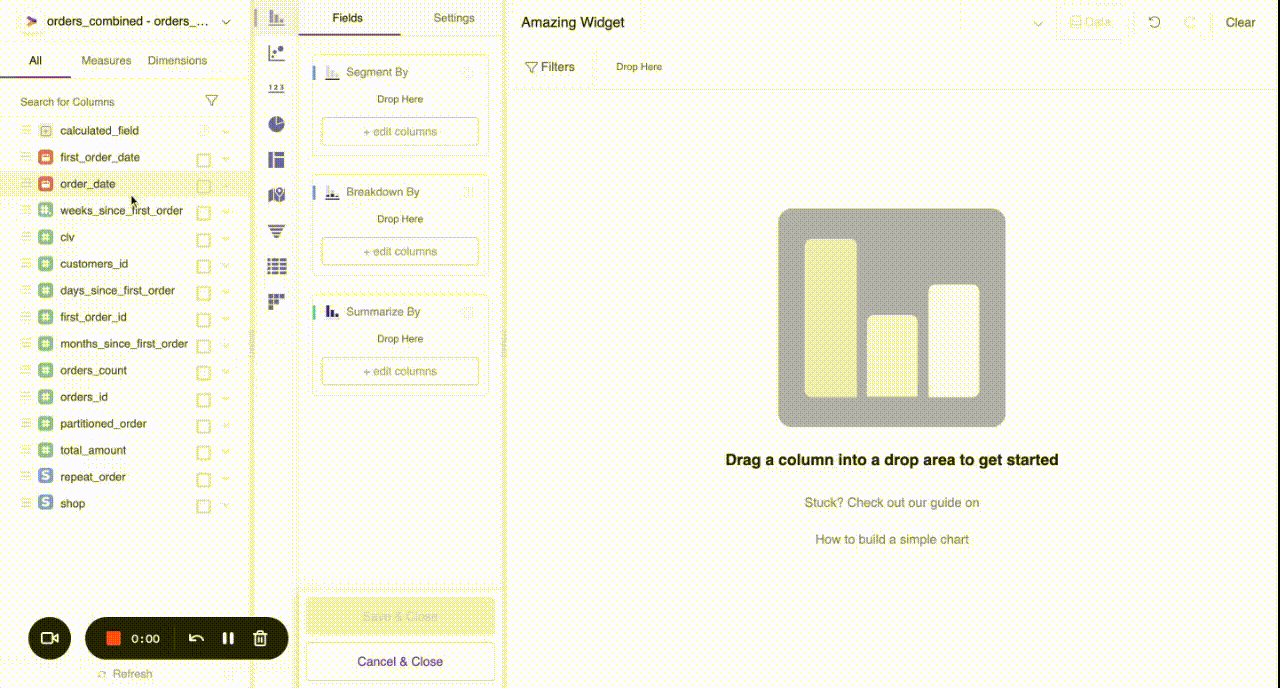 orders_combined - orders_...
All Measures Dimensions
Search for Columns
calculated_field
first_order_date
order_date
weeks_since_first_order
clv
customers_id
days_since_first_order
first_order_id
months_since_first_order
orders_count
orders_id
partitioned_order
total_amount
S repeat_order
S shop
0:00
Refresh
123
Fields Settings
Segment By
Drop Here
+ edit columns
Breakdown By
Drop Here
+ edit columns
Summarize By
Drop Here
+ edit columns
Save & Close
Cancel & Close
Amazing Widget
Data
Clear
Filters
Drop Here
Drag a column into a drop area to get started
Stuck? Check out our guide on
How to build a simple chart